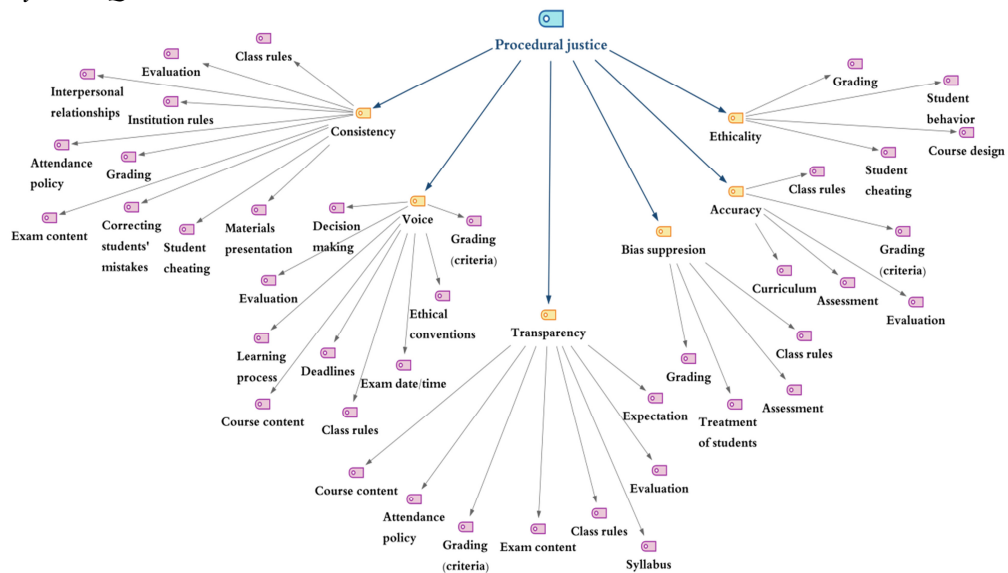 Procedural justice
Class rules
Evaluation
Interpersonal
relationships
Institution rules
Consistency
Attendance
policy
Grading
Exam content
Correcting
students'
mistakes
Student
cheating
Materials
presentation
Voice
Decision
making
Grading
(criteria)
Evaluation
Ethical
conventions
Learning
process
Deadlines
Exam date/time
Course content
Class rules
Transparency
Course content
Attendance
policy
Grading
(criteria)
Exam content
Class rules
Syllabus
Evaluation
Expectation
Bias suppresion
Grading
Treatment
of students
Assessment
Class rules
Accuracy
Class rules
Grading
(criteria)
Curriculum
Assessment
Evaluation
Ethicality
Grading
Student
behavior
Course design
Student
cheating